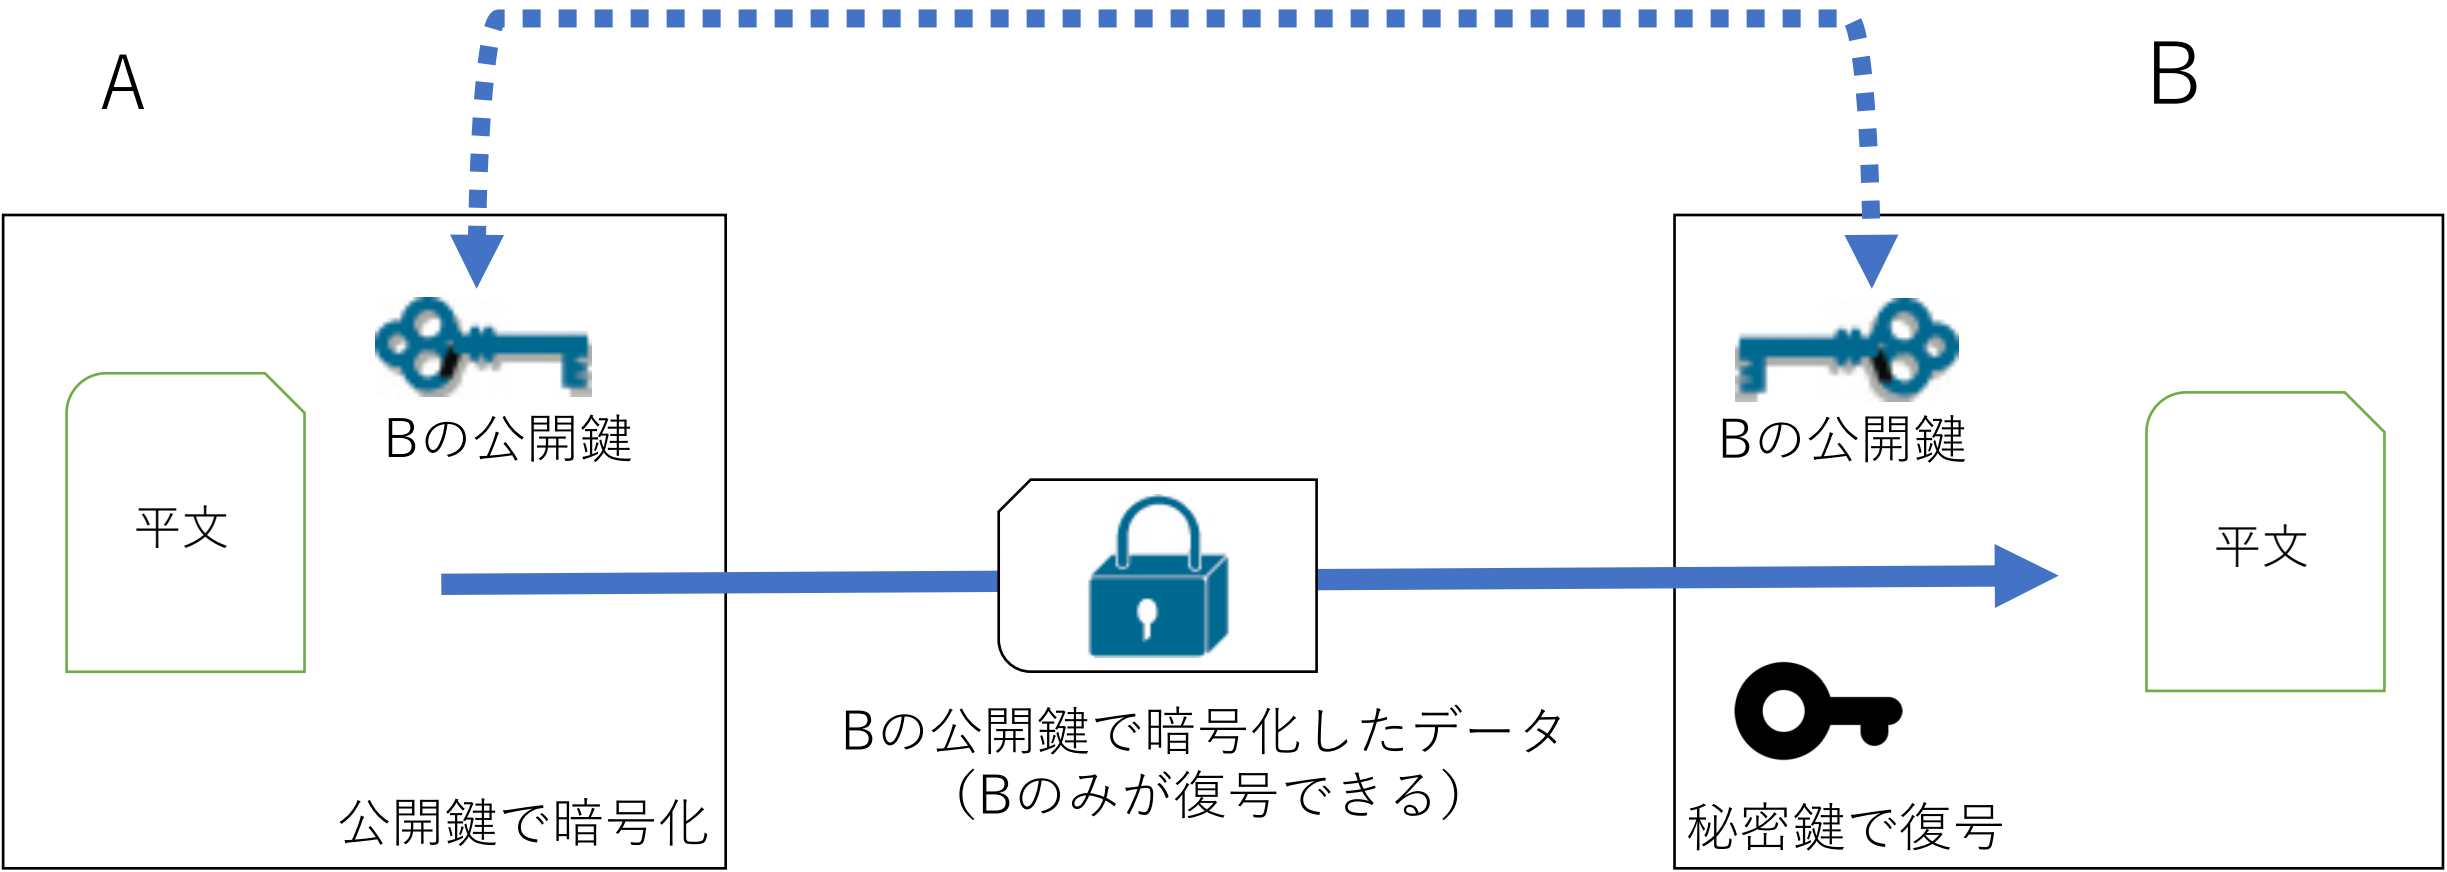 A
B
Bの公開鍵
Bの公開鍵
平文
平文
Bの公開鍵で暗号化したデータ
（Bのみが復号できる）
公開鍵で暗号化
秘密鍵で復号